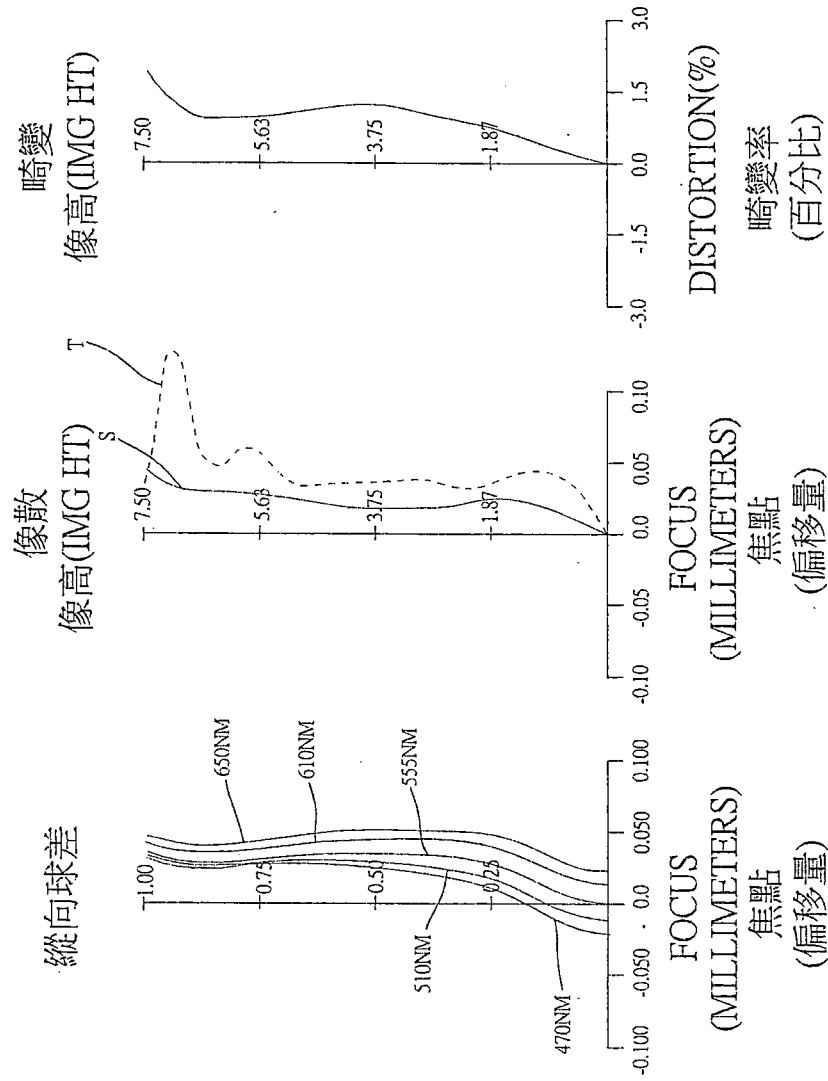 縱向球差
1.00
0.75
0.50
0.25
650NM
610NM
555NM
510NM
470NM
-0.100
-0.050
0.0
0.050
0.100
FOCUS
(MILLIMETERS)
焦點
(偏移量)
像散
像高(IMG HT)
S
T
7.50
5.63
3.75
1.87
-0.10
-0.05
0.0
0.05
0.10
FOCUS
(MILLIMETERS)
焦點
(偏移量)
畸變
像高(IMG HT)
7.50
5.63
3.75
1.87
-3.0
-1.5
0.0
1.5
3.0
DISTORTION(%)
畸變率
(百分比)